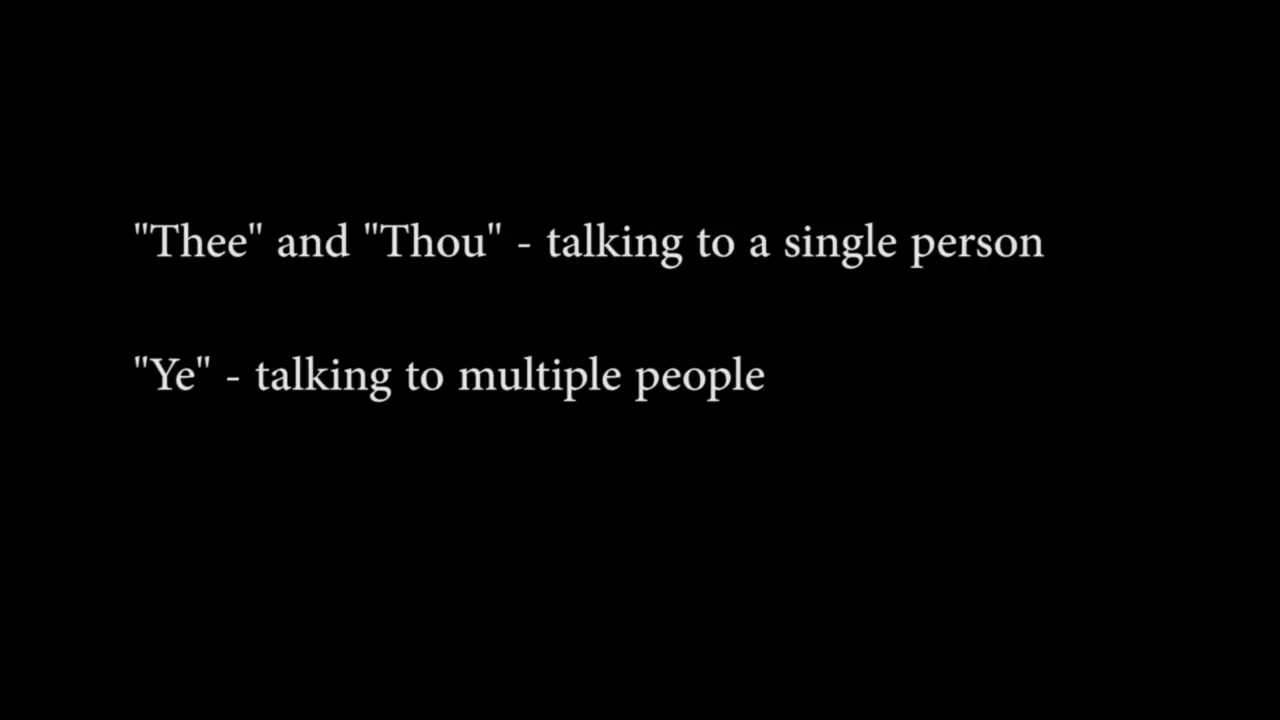 "Thee" and "Thou" - talking to a single person
"Ye" - talking to multiple people